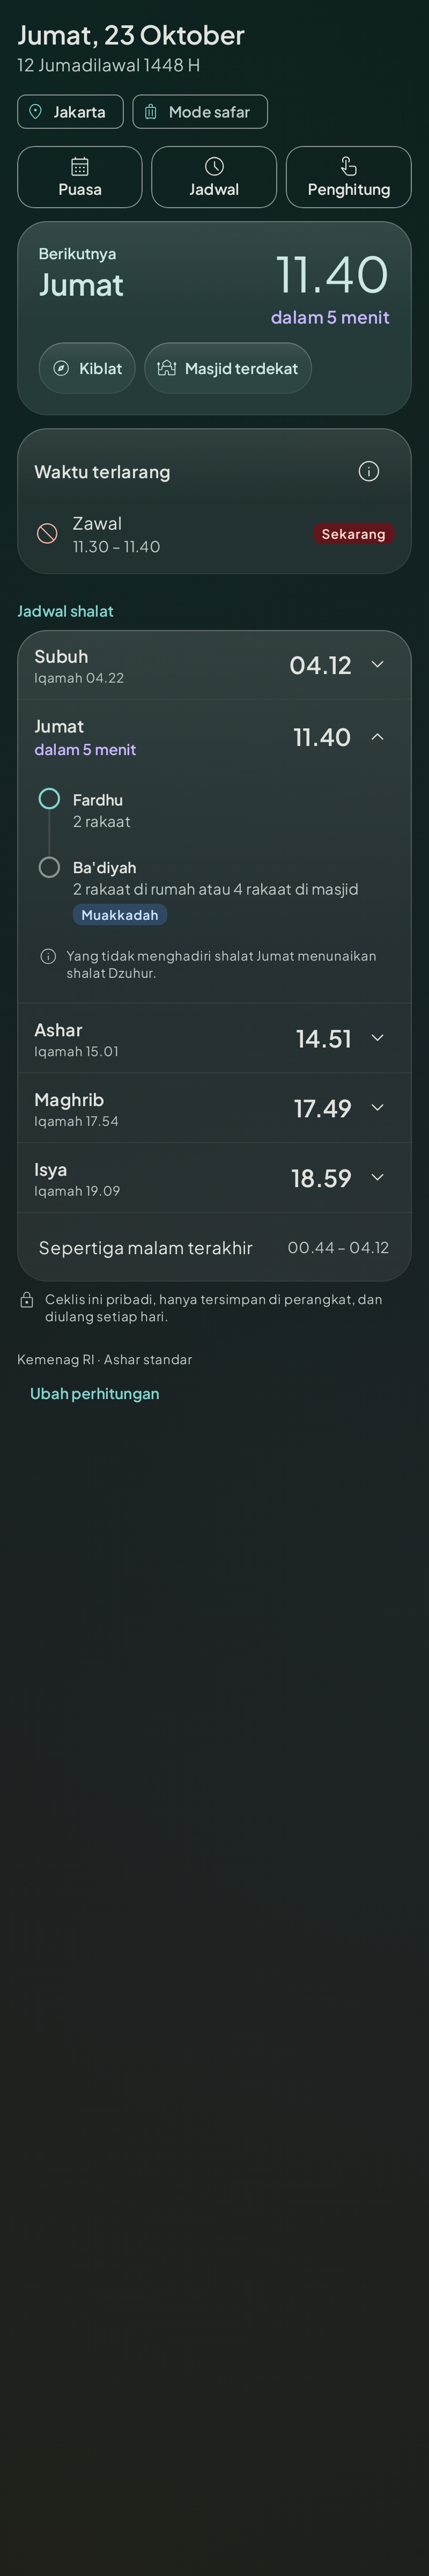 Jumat, 23 Oktober
12 Jumadilawal 1448 H
Jakarta
Mode safar
Puasa
Jadwal
Penghitung
Berikutnya
Jumat
11.40
dalam 5 menit
Kiblat
Masjid terdekat
Waktu terlarang
Zawal
11.30 – 11.40
Sekarang
Jadwal shalat
Subuh
Iqamah 04.22
04.12
Jumat
dalam 5 menit
11.40
Fardhu
2 rakaat
Ba'diyah
2 rakaat di rumah atau 4 rakaat di masjid
Muakkadah
Yang tidak menghadiri shalat Jumat menunaikan
shalat Dzuhur.
Ashar
Iqamah 15.01
14.51
Maghrib
Iqamah 17.54
17.49
Isya
Iqamah 19.09
18.59
Sepertiga malam terakhir
00.44 – 04.12
Ceklis ini pribadi, hanya tersimpan di perangkat, dan
diulang setiap hari.
Kemenag RI · Ashar standar
Ubah perhitungan